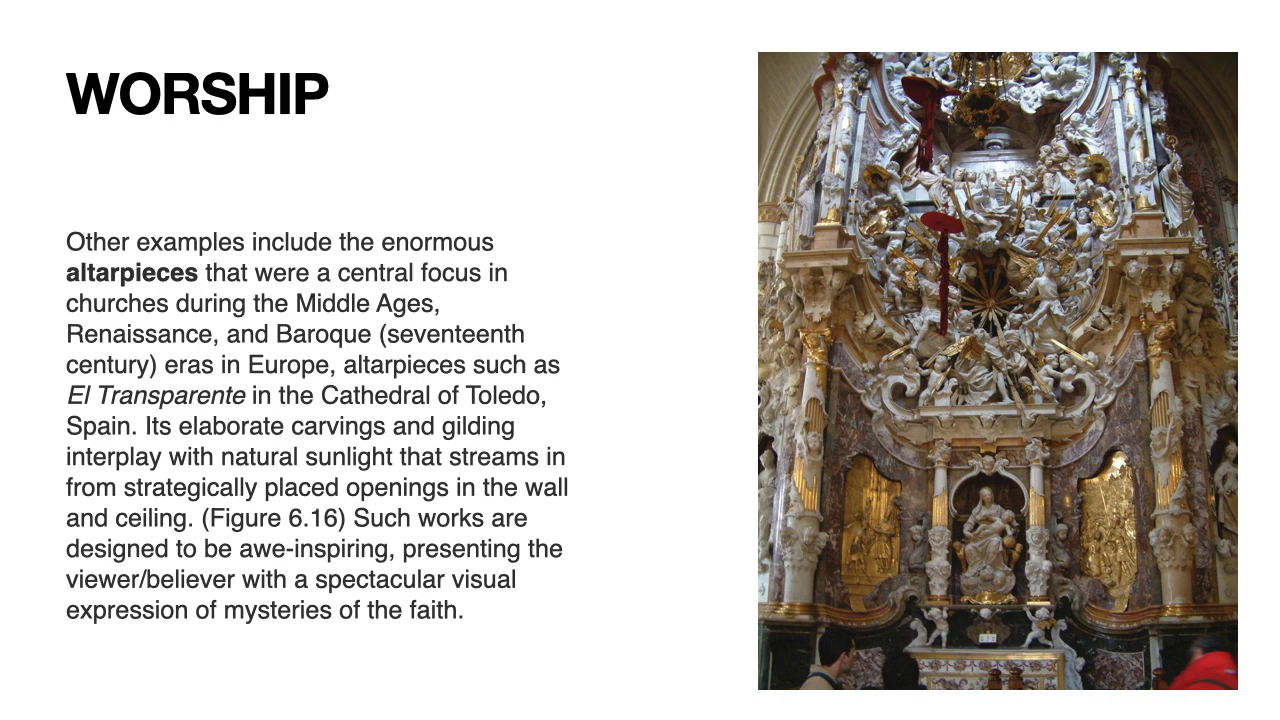 WORSHIP
Other examples include the enormous
altarpieces that were a central focus in
churches during the Middle Ages,
Renaissance, and Baroque (seventeenth
century) eras in Europe, altarpieces such as
El Transparente in the Cathedral of Toledo,
Spain. Its elaborate carvings and gilding
interplay with natural sunlight that streams in
from strategically placed openings in the wall
and ceiling. (Figure 6.16) Such works are
designed to be awe-inspiring, presenting the
viewer/believer with a spectacular visual
expression of mysteries of the faith.